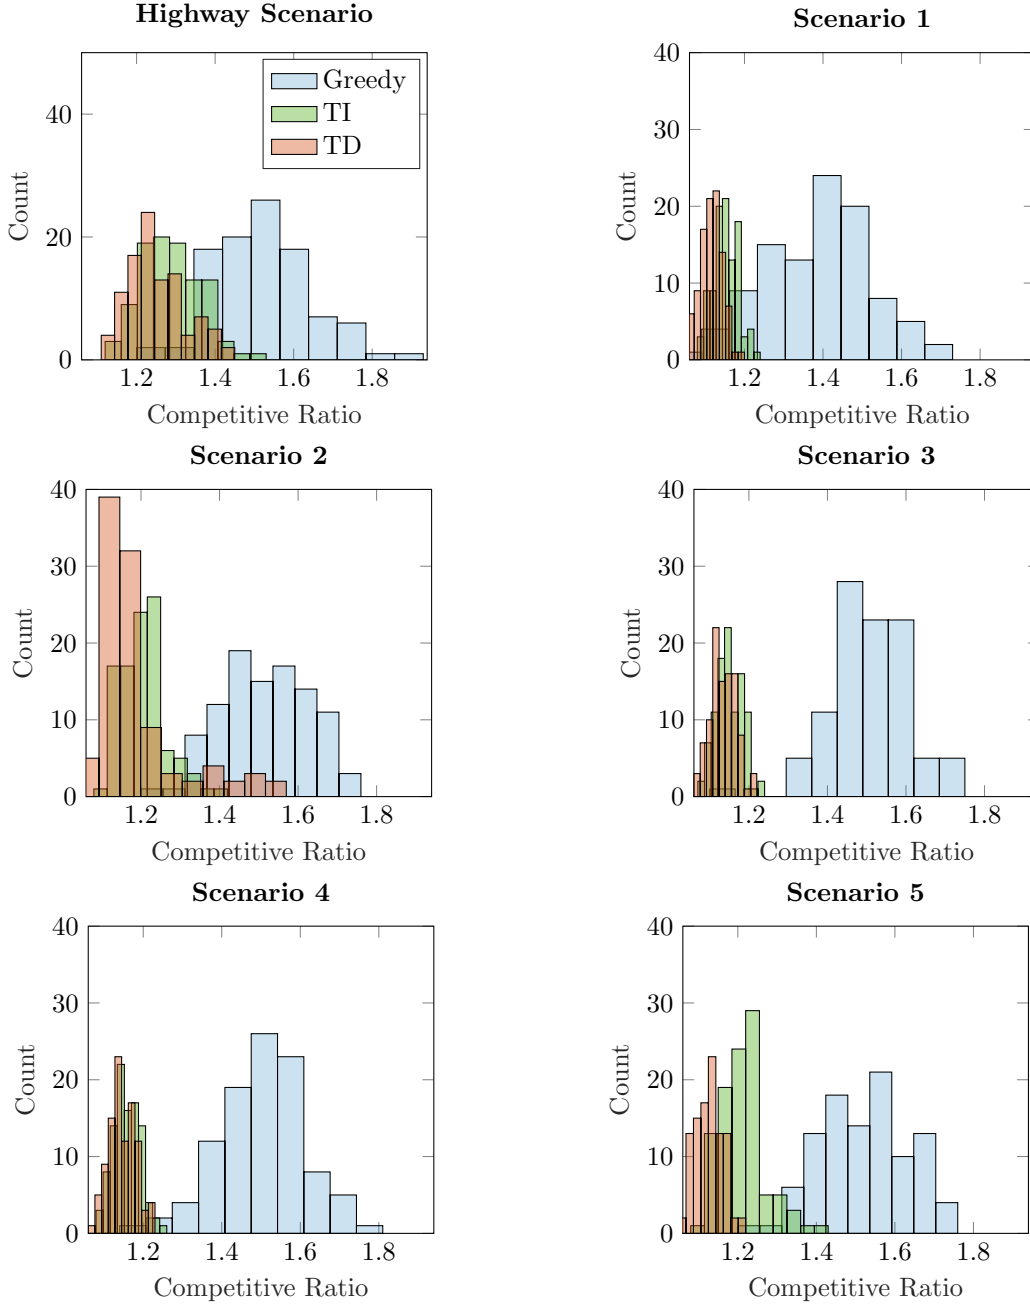 Highway Scenario
Greedy
TI
TD
Count
0
20
40
1.2 1.4 1.6 1.8
Competitive Ratio
Scenario 1
Count
0
10
20
30
40
1.2 1.4 1.6 1.8
Competitive Ratio
Scenario 2
Count
0
10
20
30
40
1.2 1.4 1.6 1.8
Competitive Ratio
Scenario 3
Count
0
10
20
30
40
1.2 1.4 1.6 1.8
Competitive Ratio
Scenario 4
Count
0
10
20
30
40
1.2 1.4 1.6 1.8
Competitive Ratio
Scenario 5
Count
0
10
20
30
40
1.2 1.4 1.6 1.8
Competitive Ratio